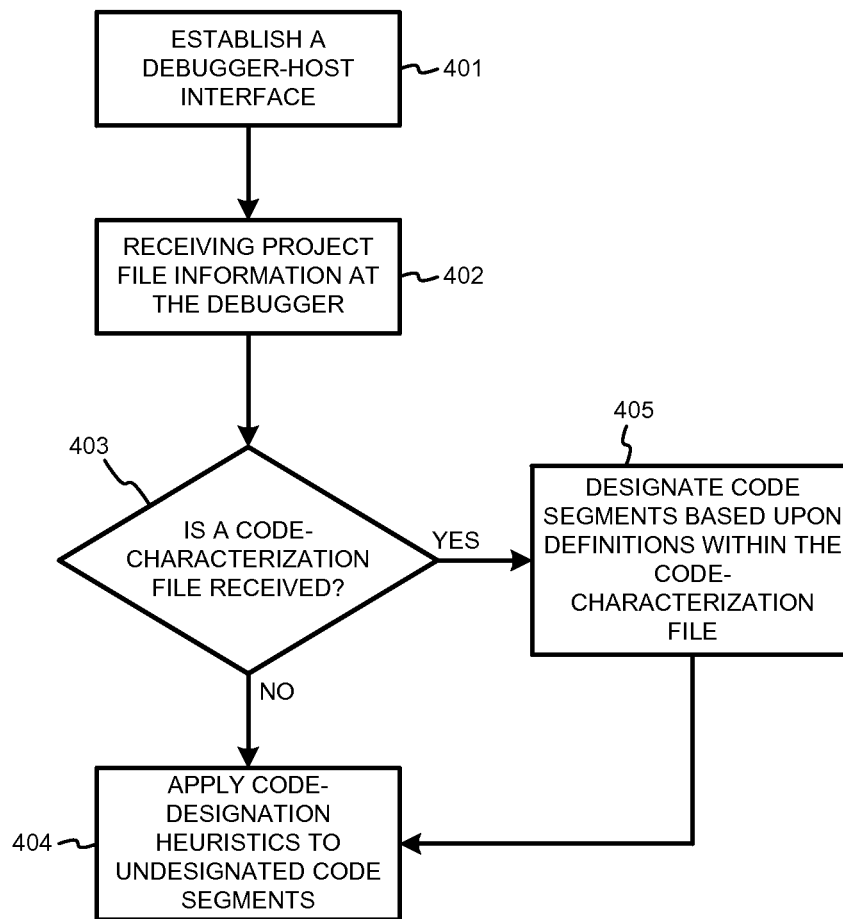 ESTABLISH A
DEBUGGER-HOST
INTERFACE
401
RECEIVING PROJECT
FILE INFORMATION AT
THE DEBUGGER
402
403
IS A CODE-
CHARACTERIZATION
FILE RECEIVED?
YES
405
DESIGNATE CODE
SEGMENTS BASED UPON
DEFINITIONS WITHIN THE
CODE-
CHARACTERIZATION
FILE
NO
404
APPLY CODE-
DESIGNATION
HEURISTICS TO
UNDESIGNATED CODE
SEGMENTS